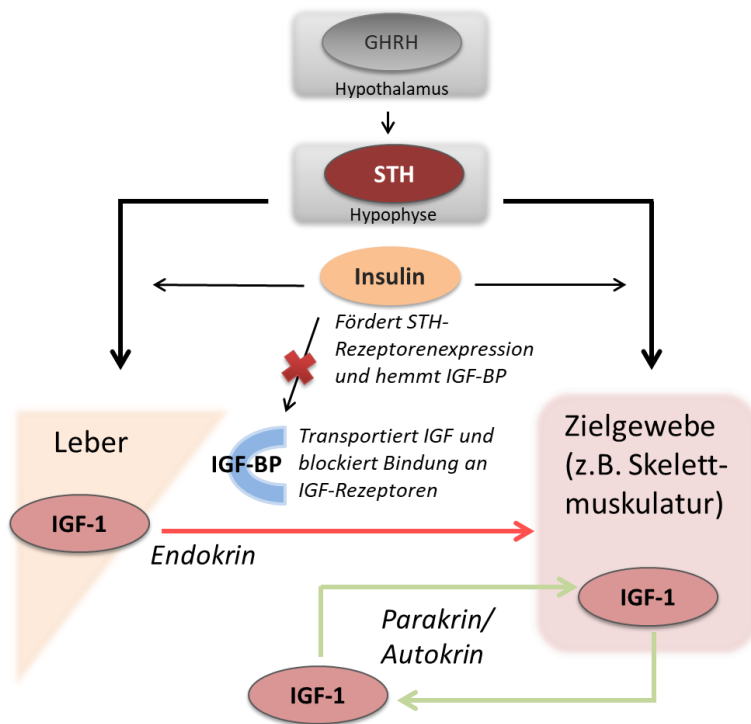 GHRH
Hypothalamus
STH
Hypophyse
Insulin
Fördert STH-
Rezeptorenexpression
und hemmt IGF-BP
Leber
IGF-BP
Transportiert IGF und
blockiert Bindung an
IGF-Rezeptoren
Zielgewebe
(z.B. Skelett-
muskulatur)
IGF-1
Endokrin
IGF-1
Parakrin/
Autokrin
IGF-1